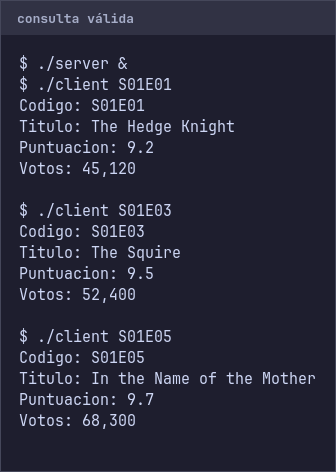 consulta válida
$ ./server &
$ ./client S01E01
Codigo: S01E01
Titulo: The Hedge Knight
Puntuacion: 9.2
Votos: 45,120
$ ./client S01E03
Codigo: S01E03
Titulo: The Squire
Puntuacion: 9.5
Votos: 52,400
$ ./client S01E05
Codigo: S01E05
Titulo: In the Name of the Mother
Puntuacion: 9.7
Votos: 68,300